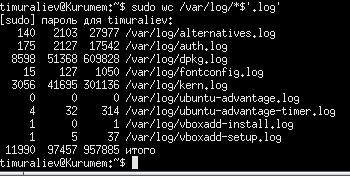 timuraliev@Kurumem:~$ sudo wc /var/log/*$'.log'
[sudo] пароль для timuraliev:
140 2103 27977 /var/log/alternatives.log
175 2127 17542 /var/log/auth.log
8598 51368 609828 /var/log/dpkg.log
15 127 1050 /var/log/fontconfig.log
3056 41695 301136 /var/log/kern.log
0 0 0 /var/log/ubuntu-advantage.log
4 32 314 /var/log/ubuntu-advantage-timer.log
1 0 1 /var/log/vboxadd-install.log
1 5 37 /var/log/vboxadd-setup.log
11990 97457 957885 итого
timuraliev@Kurumem:~$